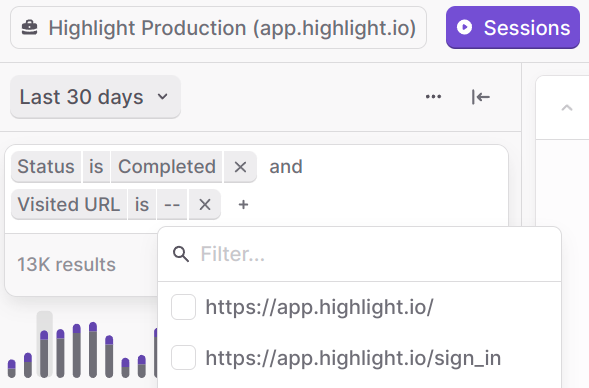 Highlight Production (app.highlight.io)
Sessions
Last 30 days
Status is Completed and
Visited URL is --
13K results
Filter...
https://app.highlight.io/
https://app.highlight.io/sign_in